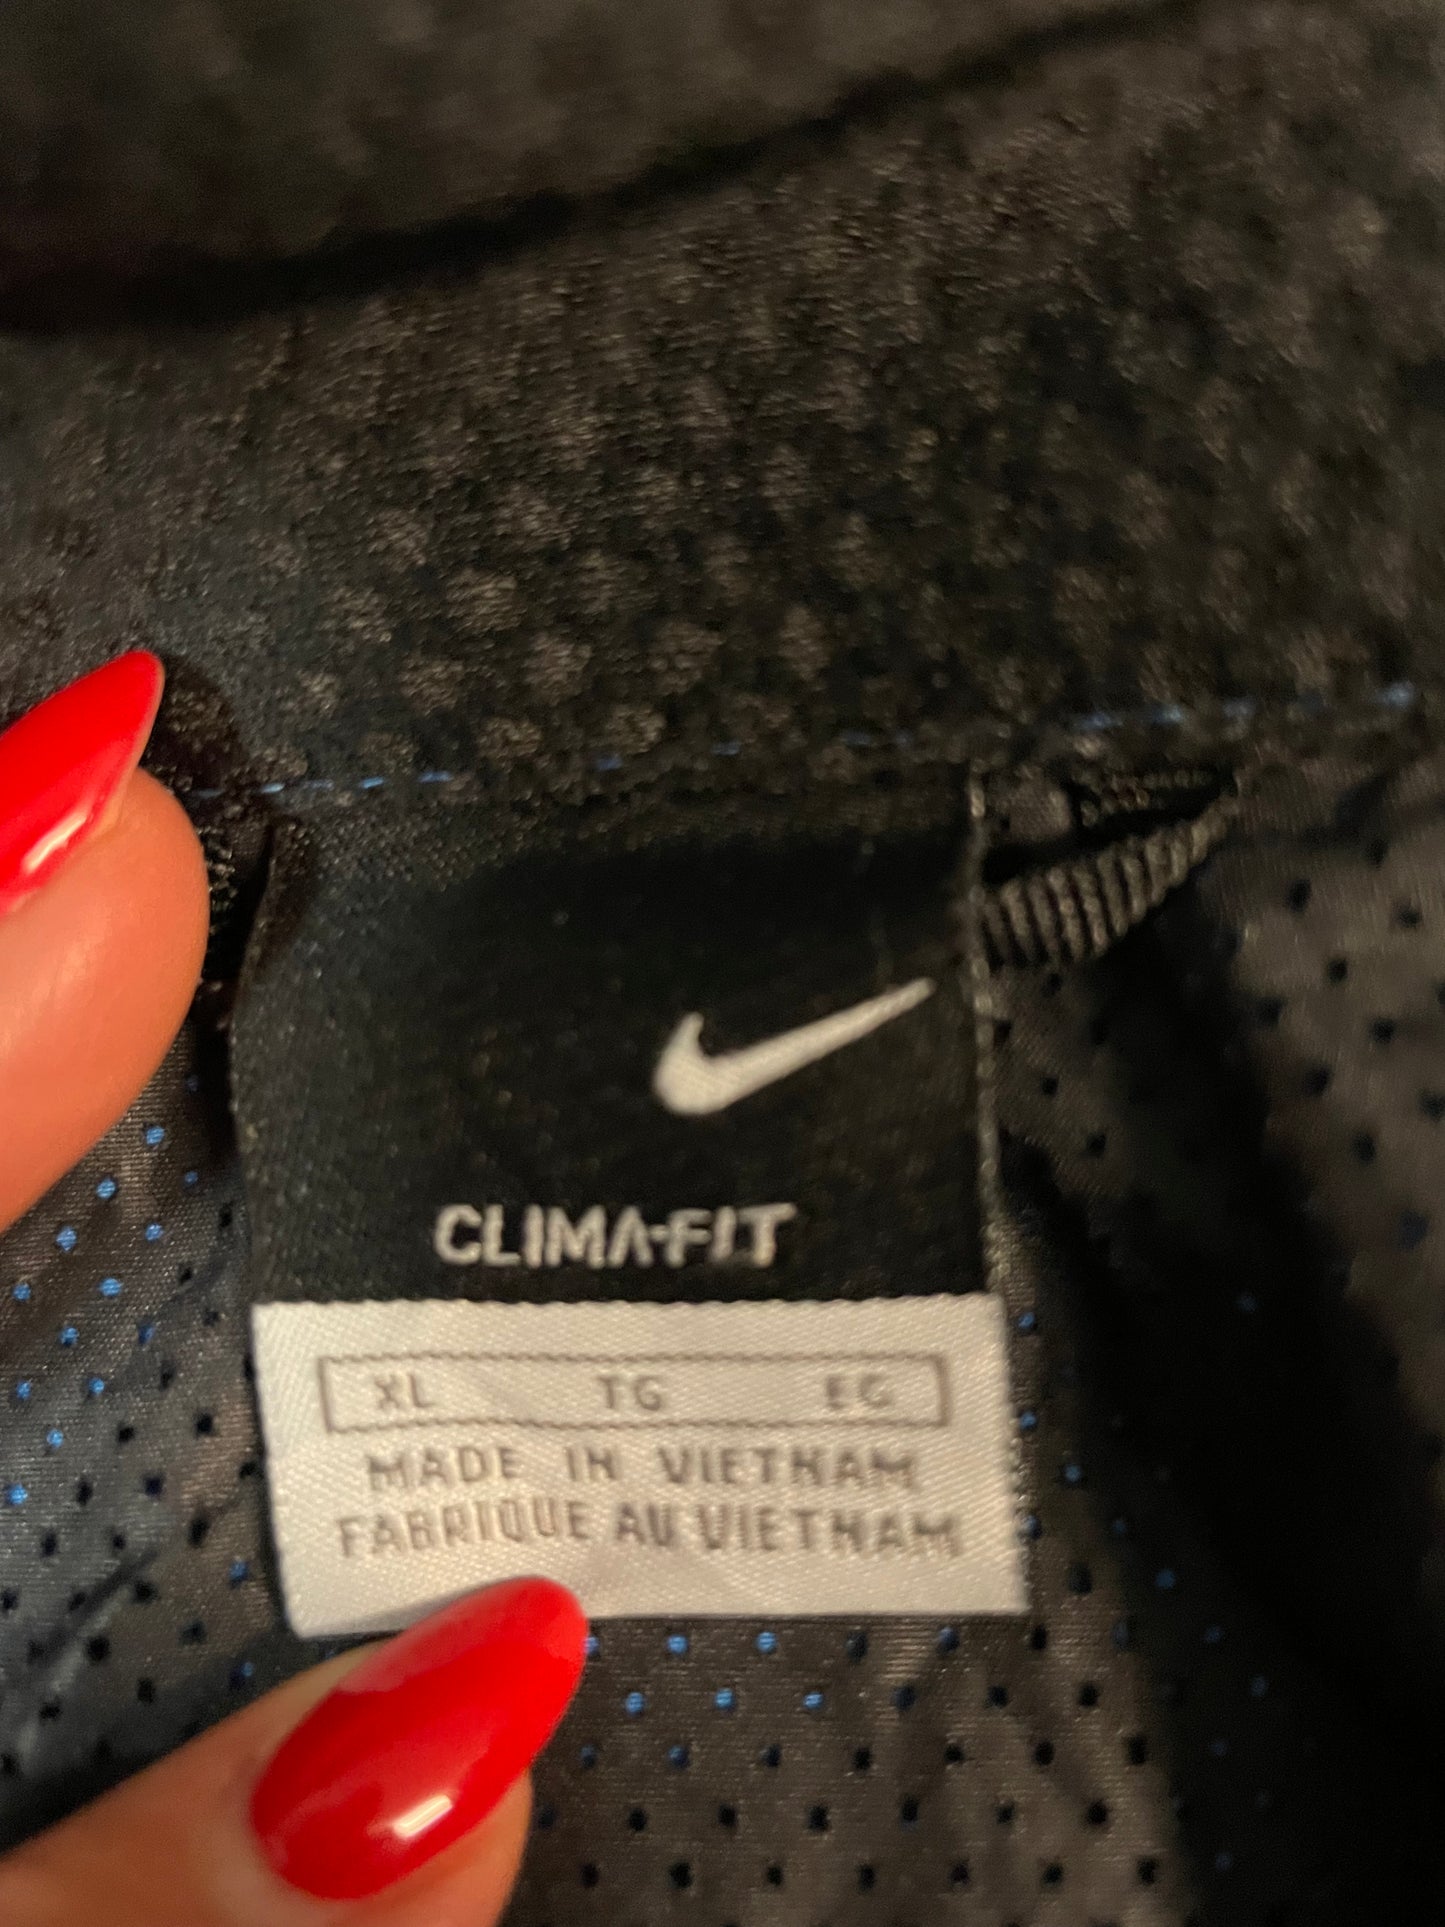 CLIMA-FIT
XL TG EG
MADE IN VIETNAM
FABRIQUE AU VIETNAM